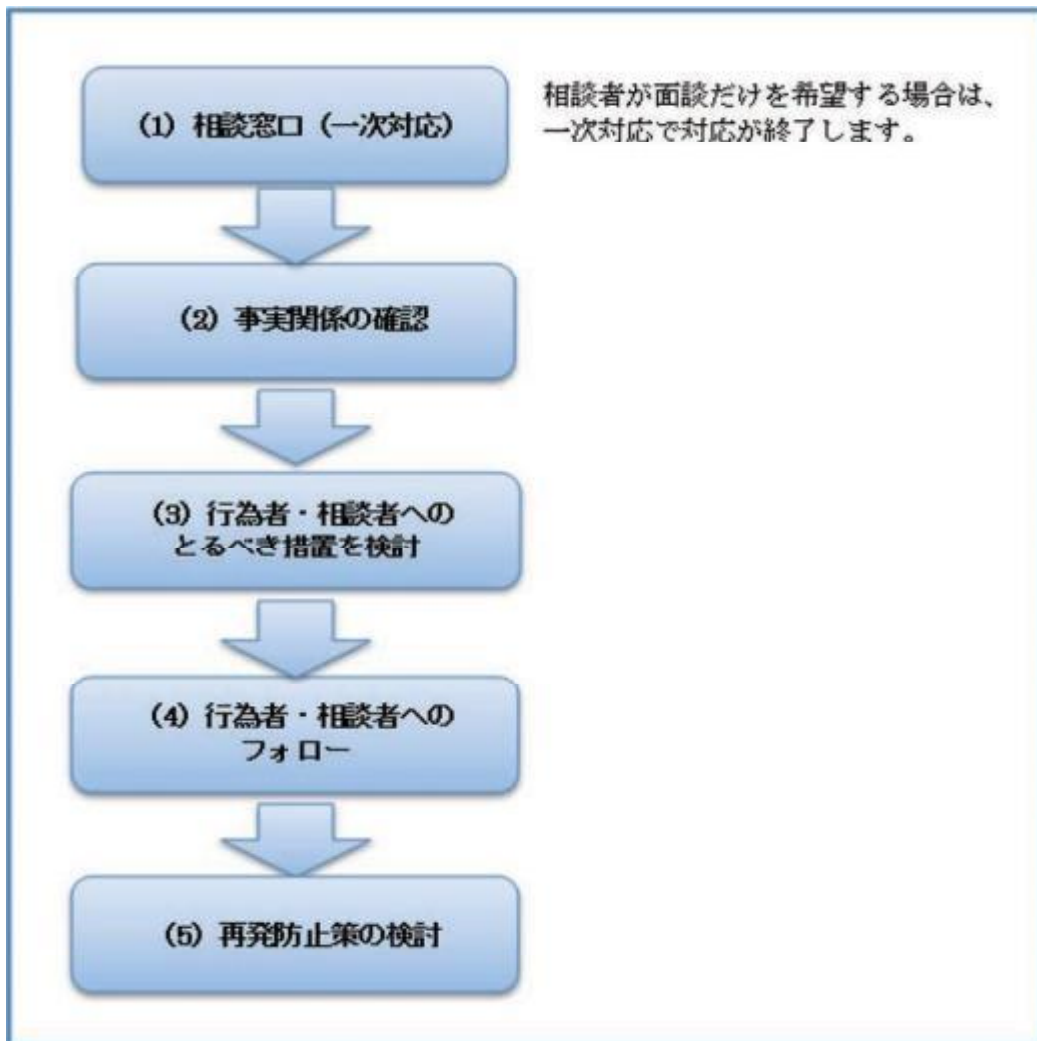 (1) 相談窓口（一次対応）
相談者が面談だけを希望する場合は、
一次対応で対応が終了します。
(2) 事実関係の確認
(3) 行為者・相談者への
とるべき措置を検討
(4) 行為者・相談者への
フォロー
(5) 再発防止策の検討